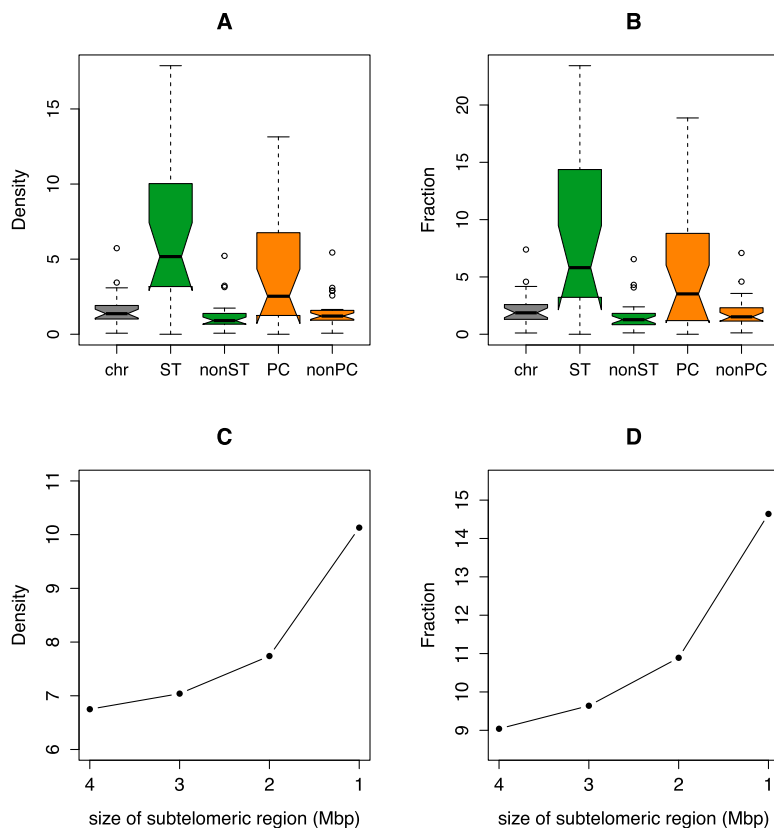 A
B
Density
15
10
5
0
chr ST nonST PC nonPC
Fraction
20
15
10
5
0
chr ST nonST PC nonPC
C
D
Density
11
10
9
8
7
6
4 3 2 1
size of subtelomeric region (Mbp)
Fraction
15
14
13
12
11
10
9
4 3 2 1
size of subtelomeric region (Mbp)